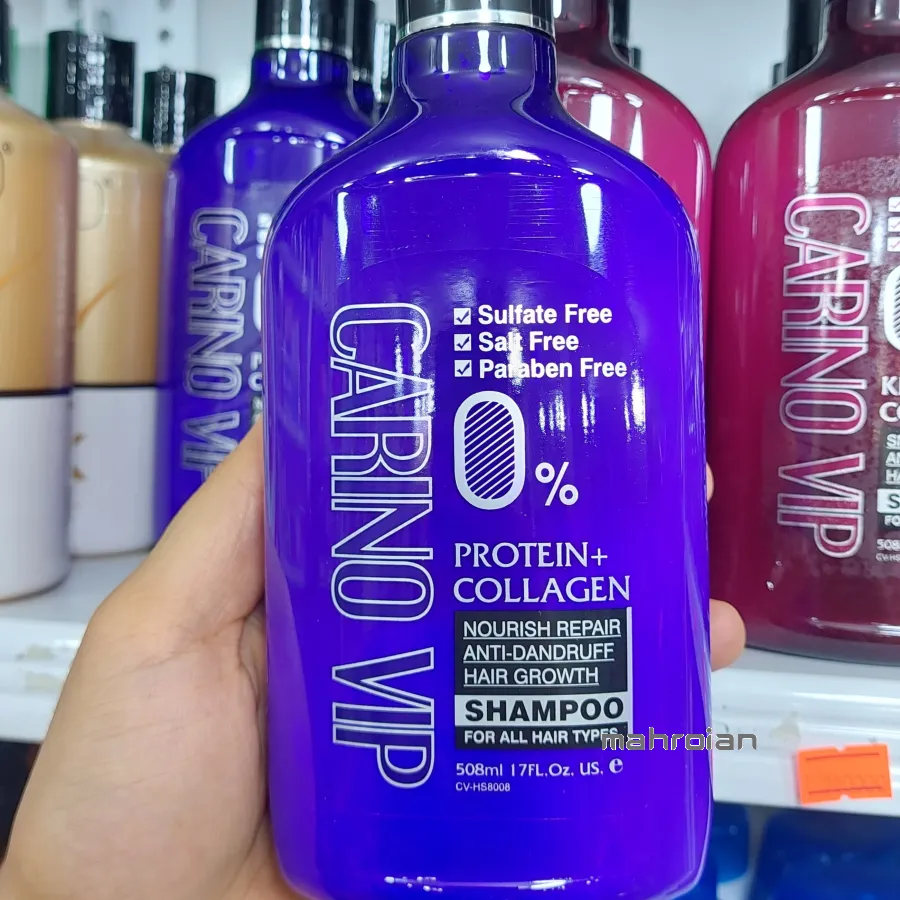 CARINO VIP
Sulfate Free
Salt Free
Paraben Free
0%
PROTEIN+
COLLAGEN
NOURISH REPAIR
ANTI-DANDRUFF
HAIR GROWTH
SHAMPOO
FOR ALL HAIR TYPES
508ml 17FL.Oz. US. e
CV-HS8008
mahroian
CARINO VIP
CARINO VIP